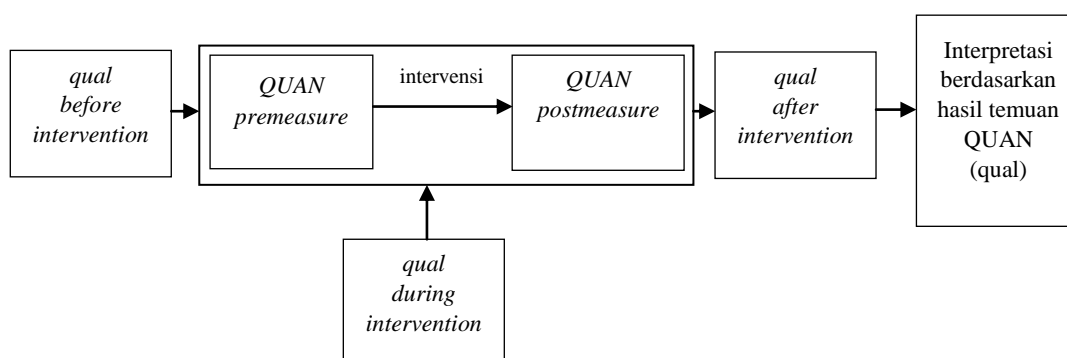 qual
before
intervention
QUAN
premeasure
intervensi
QUAN
postmeasure
qual
after
intervention
Interpretasi
berdasarkan
hasil temuan
QUAN
(qual)
qual
during
intervention